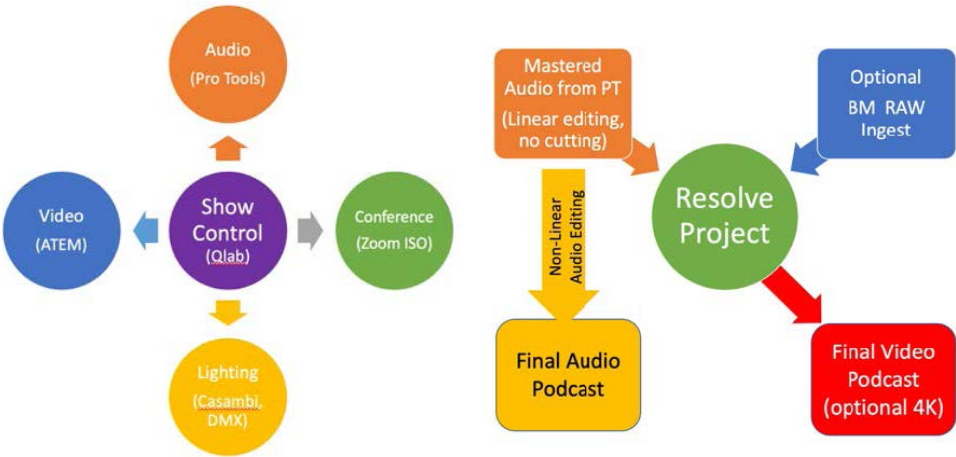 Audio
(Pro Tools)
Video
(ATEM)
Show
Control
(Qlab)
Conference
(Zoom ISO)
Lighting
(Casambi,
DMX)
Mastered
Audio from PT
(Linear editing,
no cutting)
Optional
BM RAW
Ingest
Resolve
Project
Non-Linear
Audio Editing
Final Audio
Podcast
Final Video
Podcast
(optional 4K)